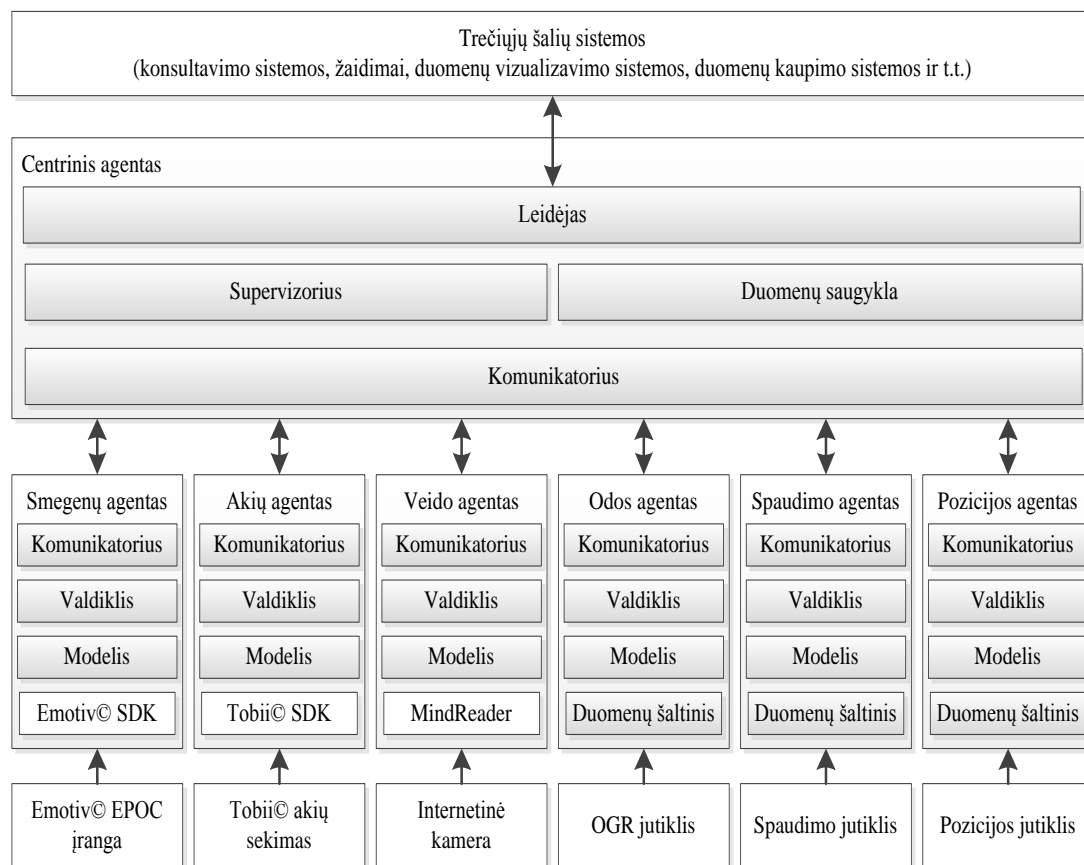 Trečiųjų šalių sistemos
(konsultavimo sistemos, žaidimai, duomenų vizualizavimo sistemos, duomenų kaupimo sistemos ir t.t.)
Centrinis agentas
Leidėjas
Supervizorius
Duomenų saugykla
Komunikatorius
Smegenų agentas
Komunikatorius
Valdiklis
Modelis
Emotiv© SDK
Emotiv© EPOC
įranga
Akių agentas
Komunikatorius
Valdiklis
Modelis
Tobii© SDK
Tobii© akių
sekimas
Veido agentas
Komunikatorius
Valdiklis
Modelis
MindReader
Internetinė
kamera
Odos agentas
Komunikatorius
Valdiklis
Modelis
Duomenų šaltinis
OGR jutiklis
Spaudimo agentas
Komunikatorius
Valdiklis
Modelis
Duomenų šaltinis
Spaudimo jutiklis
Pozicijos agentas
Komunikatorius
Valdiklis
Modelis
Duomenų šaltinis
Pozicijos jutiklis